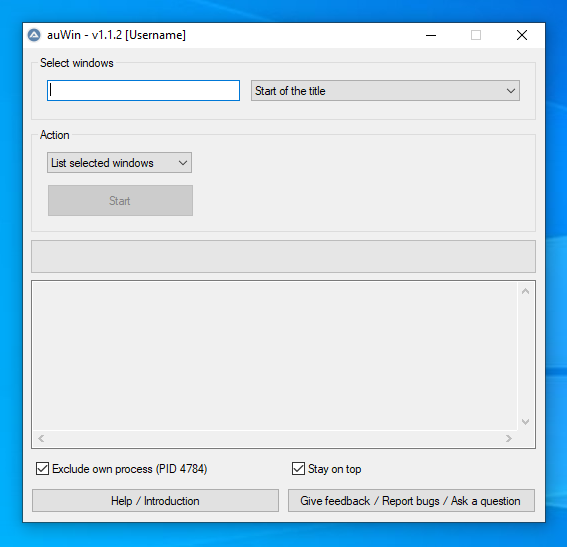 auWin - v1.1.2 [Username]
Select windows
Start of the title
Action
List selected windows
Start
Exclude own process (PID 4784)
Stay on top
Help / Introduction
Give feedback / Report bugs / Ask a question